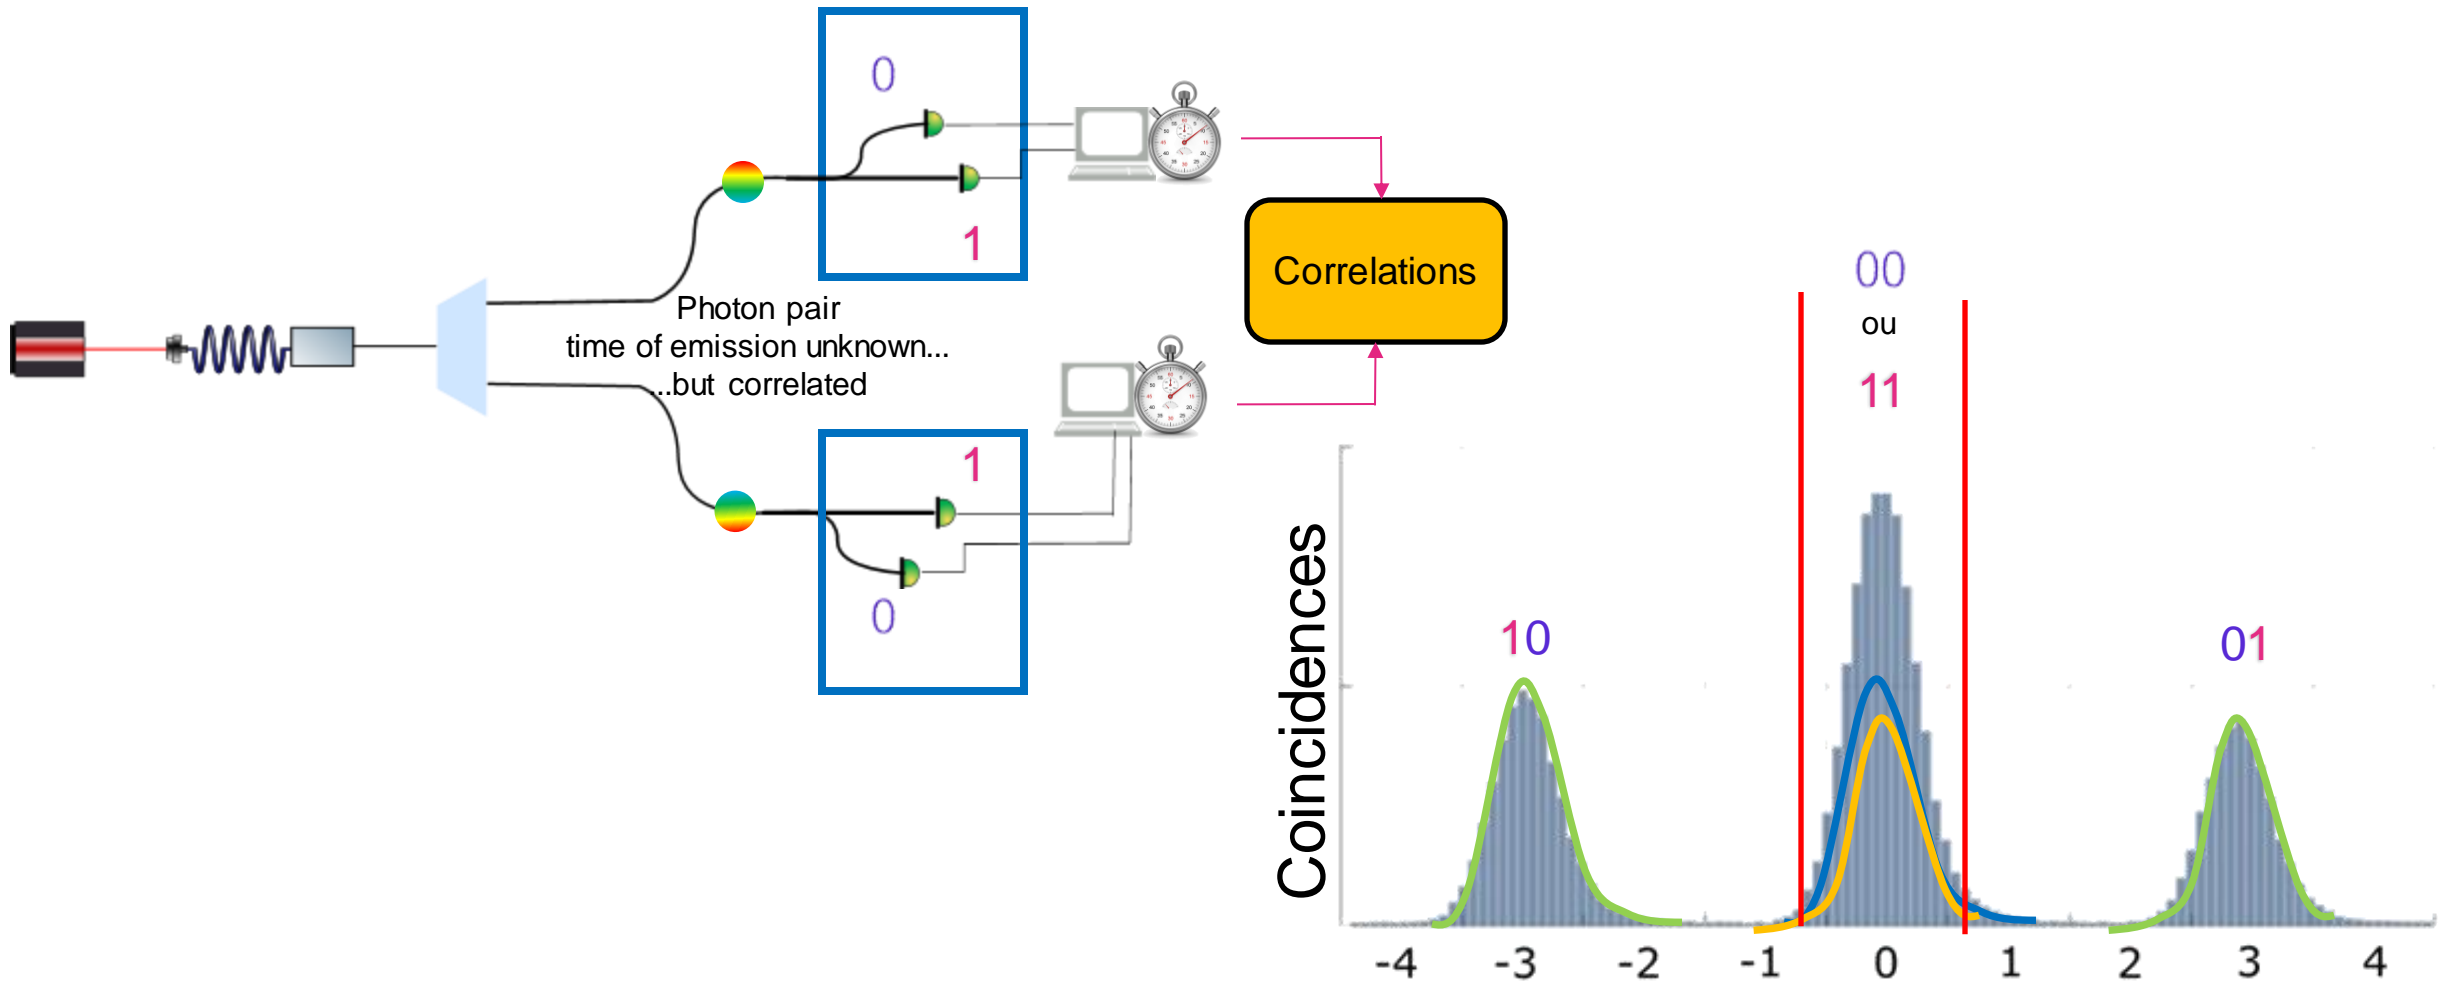 0
1
Correlations
Photon pair
time of emission unknown...
...but correlated
1
0
00
ou
11
10
01
Coincidences
-4 -3 -2 -1 0 1 2 3 4